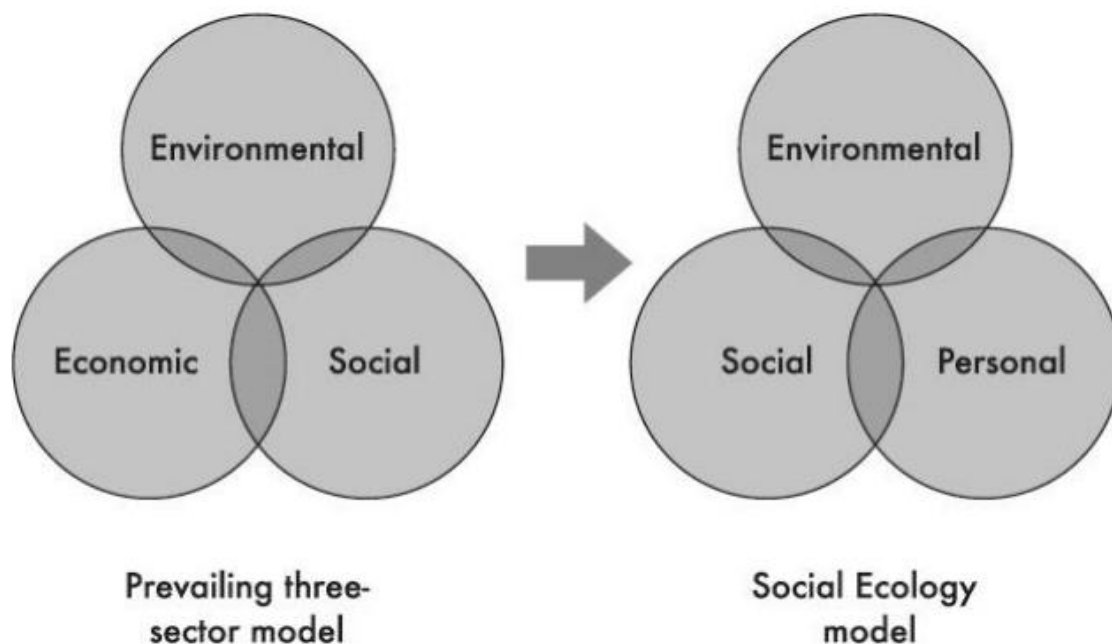 Environmental
Economic
Social
Prevailing three-
sector model
Environmental
Social
Personal
Social Ecology
model